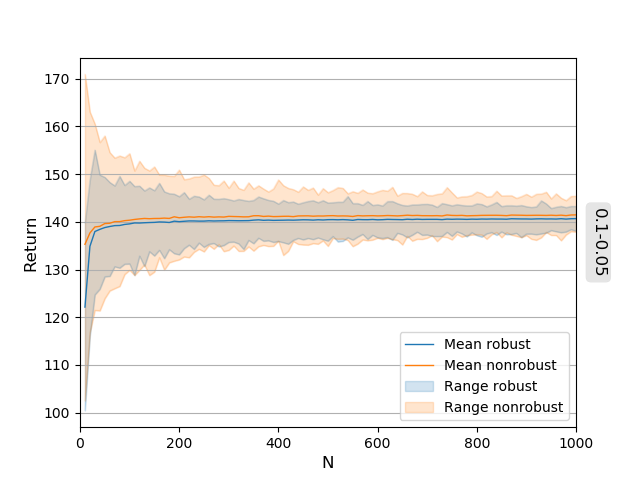 170
160
150
140
130
120
110
100
Return
0
200
400
600
800
1000
N
0.1-0.05
Mean robust
Mean nonrobust
Range robust
Range nonrobust